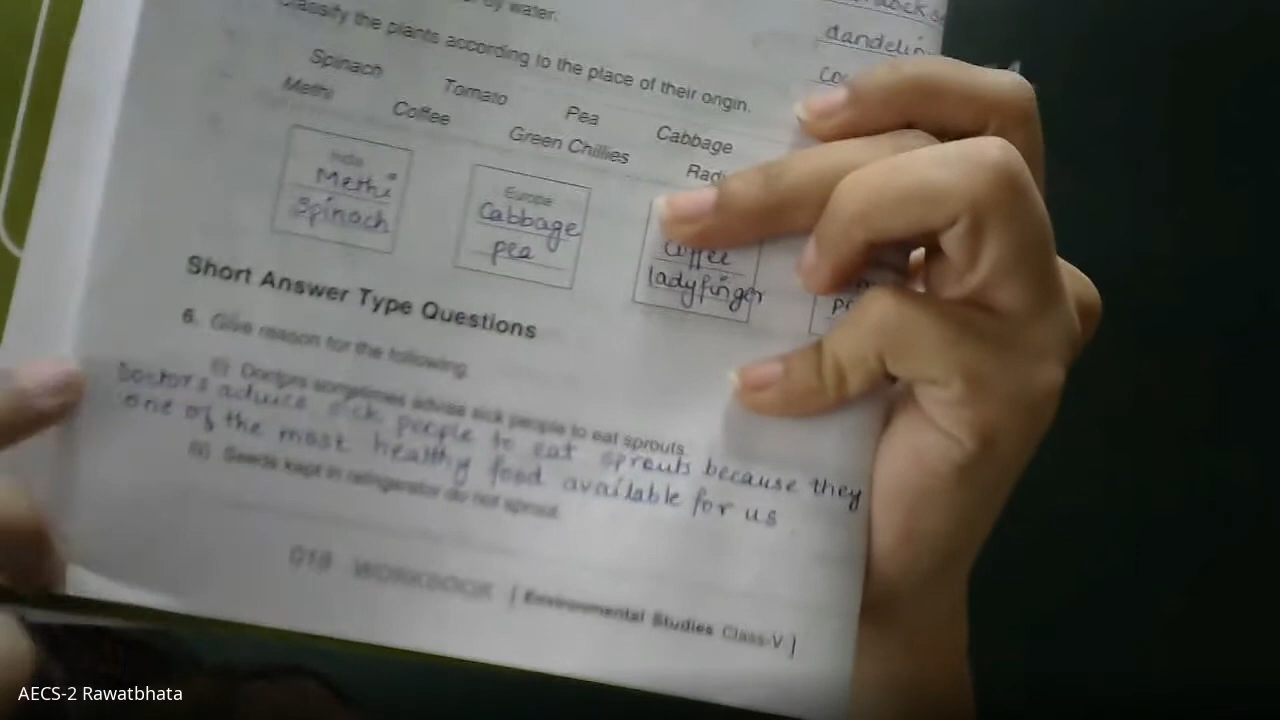 by water.
dandelin
Classify the plants according to the place of their origin.
Spinach Tomato Pea Cabbage
Methi Coffee Green Chillies
India
Methi
Spinach
Europe
Cabbage
pea
Coffee
ladyfinger
Short Answer Type Questions
6. Give reason for the following.
(i) Doctors sometimes advise sick people to eat sprouts.
Doctors advice sick people to eat sprouts because they
one of the most healthy food available for us
(ii) Seeds kept in refrigerator do not sprout.
018 WORKBOOK [ Environmental Studies Class-V ]
AECS-2 Rawatbhata